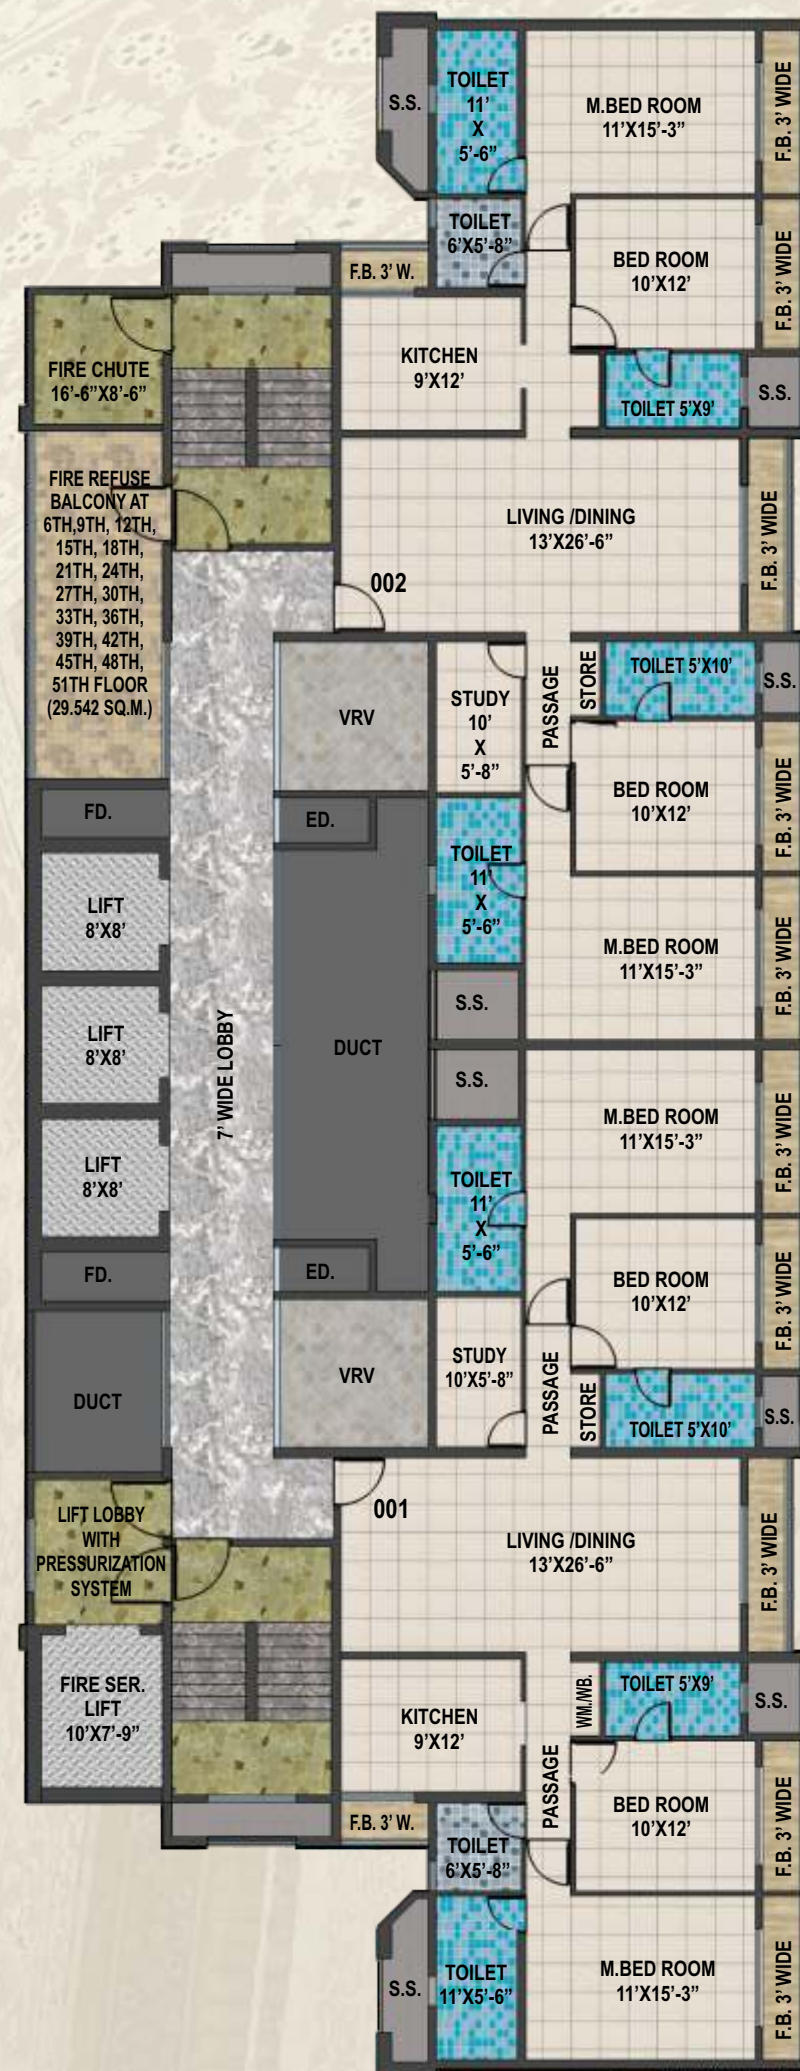 S.S.
TOILET
11'
X
5'-6"
M.BED ROOM
11'X15'-3"
F.B. 3' WIDE
TOILET
6'X5'-8"
BED ROOM
10'X12'
F.B. 3' WIDE
F.B. 3' W.
FIRE CHUTE
16'-6"X8'-6"
KITCHEN
9'X12'
TOILET 5'X9'
S.S.
FIRE REFUSE
BALCONY AT
6TH,9TH, 12TH,
15TH, 18TH,
21TH, 24TH,
27TH, 30TH,
33TH, 36TH,
39TH, 42TH,
45TH, 48TH,
51TH FLOOR
(29.542 SQ.M.)
LIVING /DINING
13'X26'-6"
F.B. 3' WIDE
002
VRV
STUDY
10'
X
5'-8"
PASSAGE
STORE
TOILET 5'X10'
S.S.
BED ROOM
10'X12'
F.B. 3' WIDE
FD.
ED.
TOILET
11'
X
5'-6"
LIFT
8'X8'
M.BED ROOM
11'X15'-3"
F.B. 3' WIDE
S.S.
LIFT
8'X8'
7' WIDE LOBBY
DUCT
S.S.
M.BED ROOM
11'X15'-3"
F.B. 3' WIDE
LIFT
8'X8'
TOILET
11'
X
5'-6"
FD.
ED.
BED ROOM
10'X12'
F.B. 3' WIDE
DUCT
VRV
STUDY
10'X5'-8"
PASSAGE
STORE
TOILET 5'X10'
S.S.
001
LIFT LOBBY
WITH
PRESSURIZATION
SYSTEM
LIVING /DINING
13'X26'-6"
F.B. 3' WIDE
FIRE SER.
LIFT
10'X7'-9"
KITCHEN
9'X12'
WM./WB.
TOILET 5'X9'
S.S.
PASSAGE
BED ROOM
10'X12'
F.B. 3' WIDE
F.B. 3' W.
TOILET
6'X5'-8"
S.S.
TOILET
11'X5'-6"
M.BED ROOM
11'X15'-3"
F.B. 3' WIDE